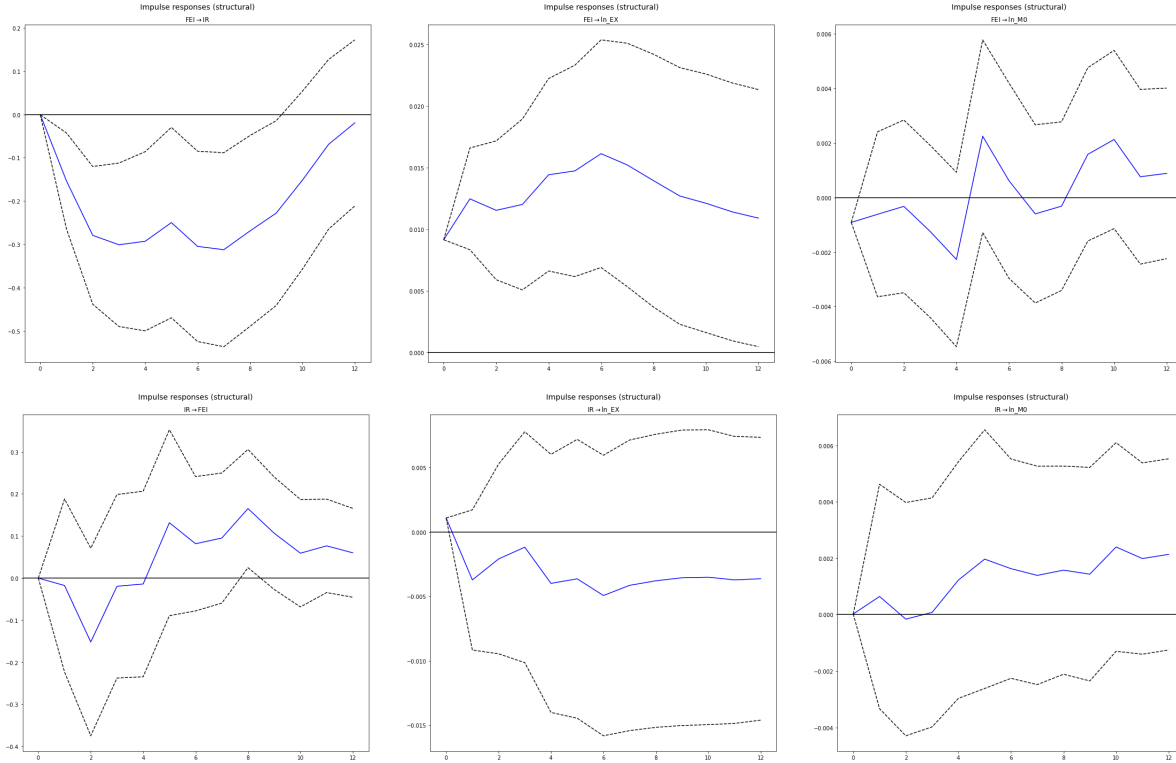 Impulse responses (structural)
FEI → IR
0.2
0.1
0.0
−0.1
−0.2
−0.3
−0.4
−0.5
0 2 4 6 8 10 12
Impulse responses (structural)
FEI → ln_EX
0.025
0.020
0.015
0.010
0.005
0.000
0 2 4 6 8 10 12
Impulse responses (structural)
FEI → ln_M0
0.006
0.004
0.002
0.000
−0.002
−0.004
−0.006
0 2 4 6 8 10 12
Impulse responses (structural)
IR → FEI
0.3
0.2
0.1
0.0
−0.1
−0.2
−0.3
−0.4
0 2 4 6 8 10 12
Impulse responses (structural)
IR → ln_EX
0.005
0.000
−0.005
−0.010
−0.015
0 2 4 6 8 10 12
Impulse responses (structural)
IR → ln_M0
0.006
0.004
0.002
0.000
−0.002
−0.004
0 2 4 6 8 10 12